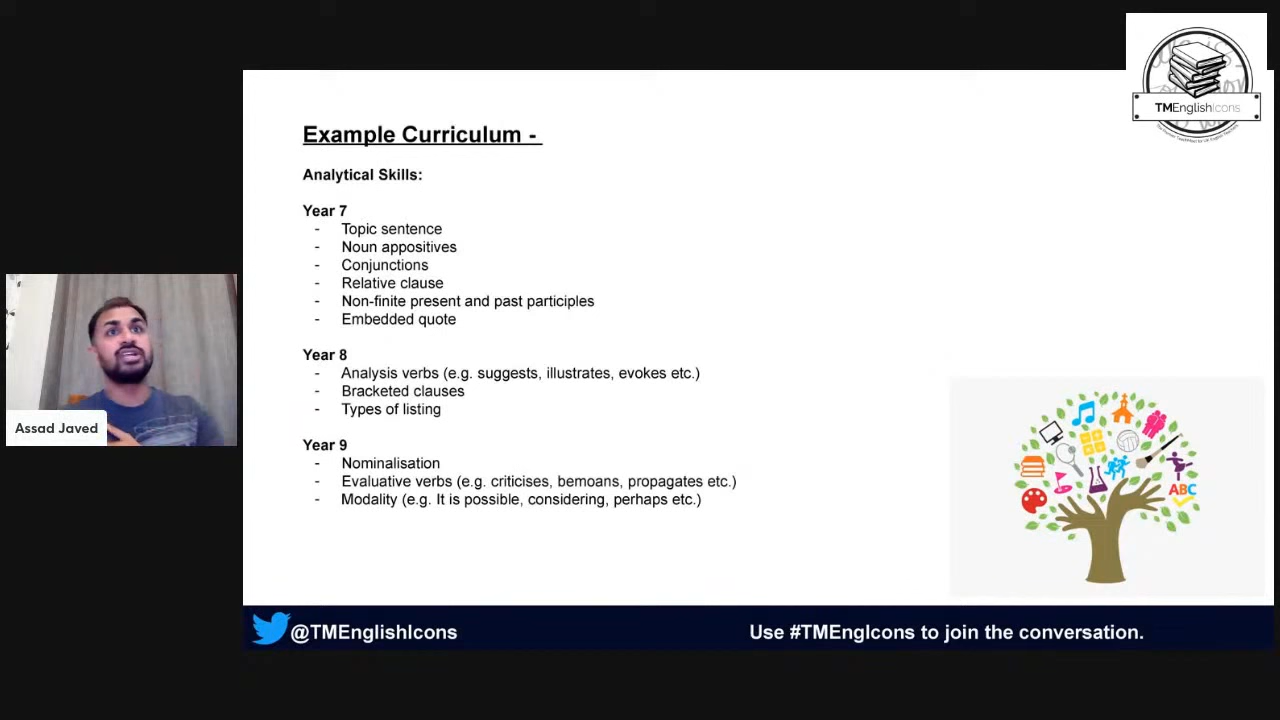 TMEnglishIcons
Example Curriculum -
Analytical Skills:
Year 7
- Topic sentence
- Noun appositives
- Conjunctions
- Relative clause
- Non-finite present and past participles
- Embedded quote
Year 8
- Analysis verbs (e.g. suggests, illustrates, evokes etc.)
- Bracketed clauses
- Types of listing
Year 9
- Nominalisation
- Evaluative verbs (e.g. criticises, bemoans, propagates etc.)
- Modality (e.g. It is possible, considering, perhaps etc.)
Assad Javed
ABC
@TMEnglishIcons
Use #TMEngIcons to join the conversation.